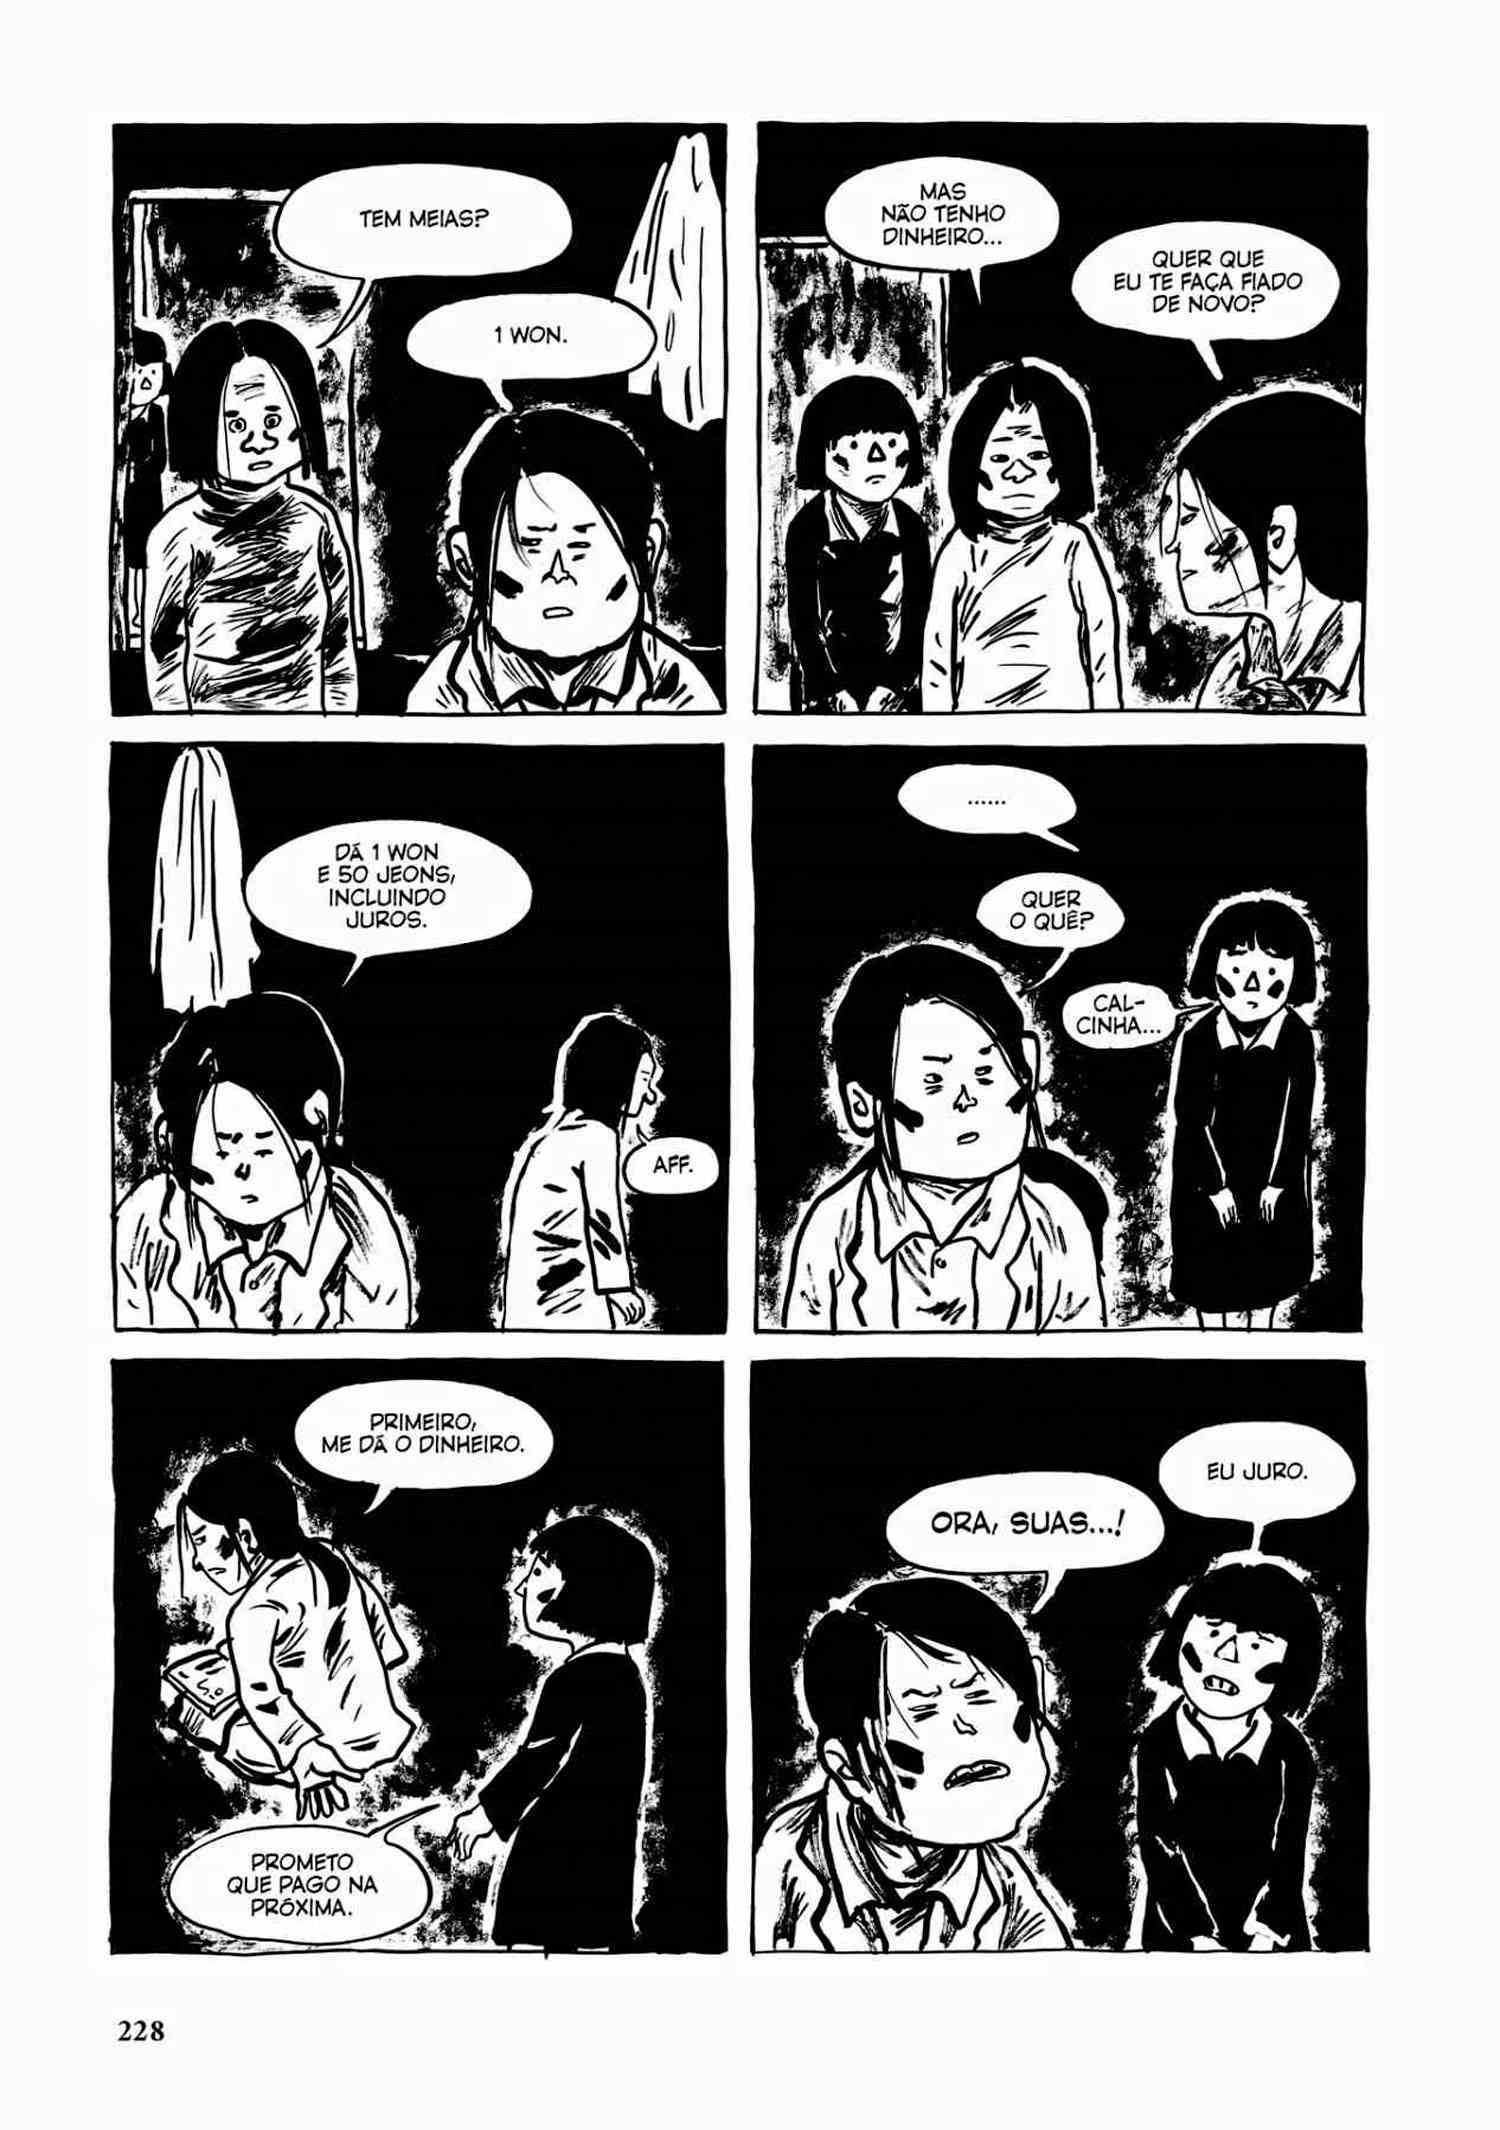 TEM MEIAS?
1 WON.
MAS
NÃO TENHO
DINHEIRO...
QUER QUE
EU TE FAÇA FIADO
DE NOVO?
DÁ 1 WON
E 50 JEONS,
INCLUINDO
JUROS.
AFF.
......
QUER
O QUÊ?
CAL-
CINHA...
PRIMEIRO,
ME DÁ O DINHEIRO.
PROMETO
QUE PAGO NA
PRÓXIMA.
ORA, SUAS...!
EU JURO.
228